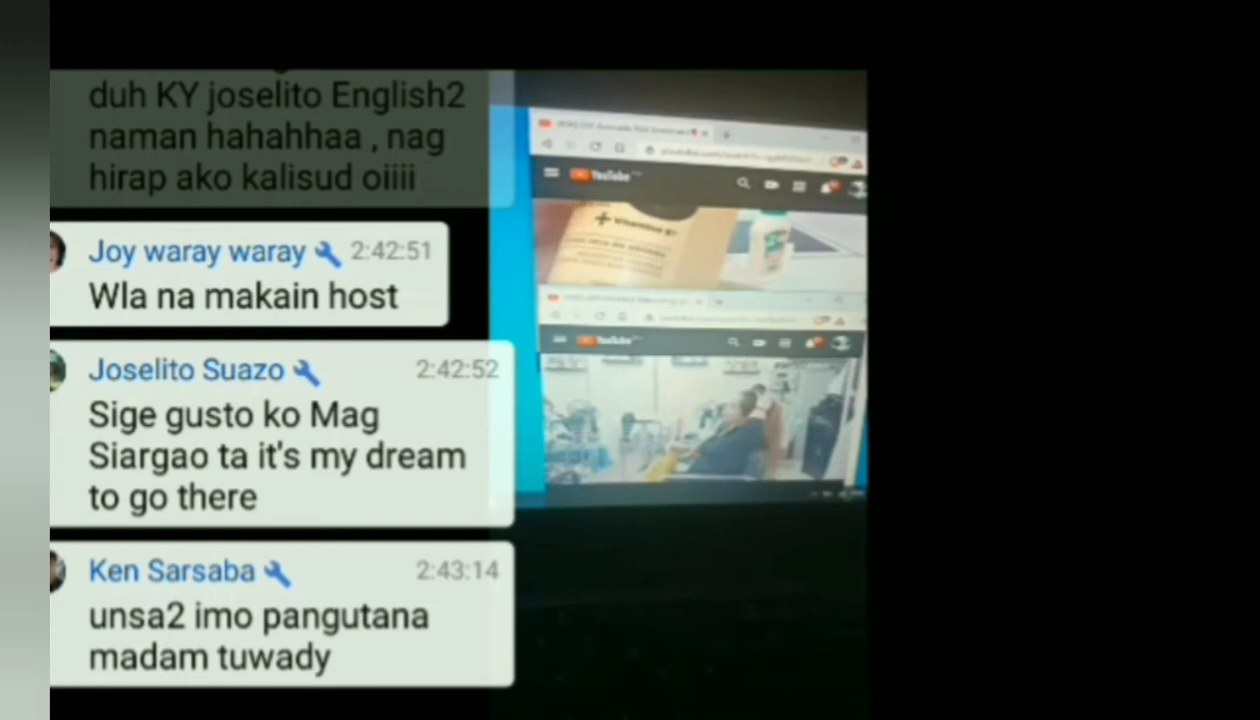 duh KY joselito English2
naman hahahhaa , nag
hirap ako kalisud oiiii
Joy waray waray 2:42:51
Wla na makain host
Joselito Suazo 2:42:52
Sige gusto ko Mag
Siargao ta it's my dream
to go there
Ken Sarsaba 2:43:14
unsa2 imo pangutana
madam tuwady
YouTube
YouTube